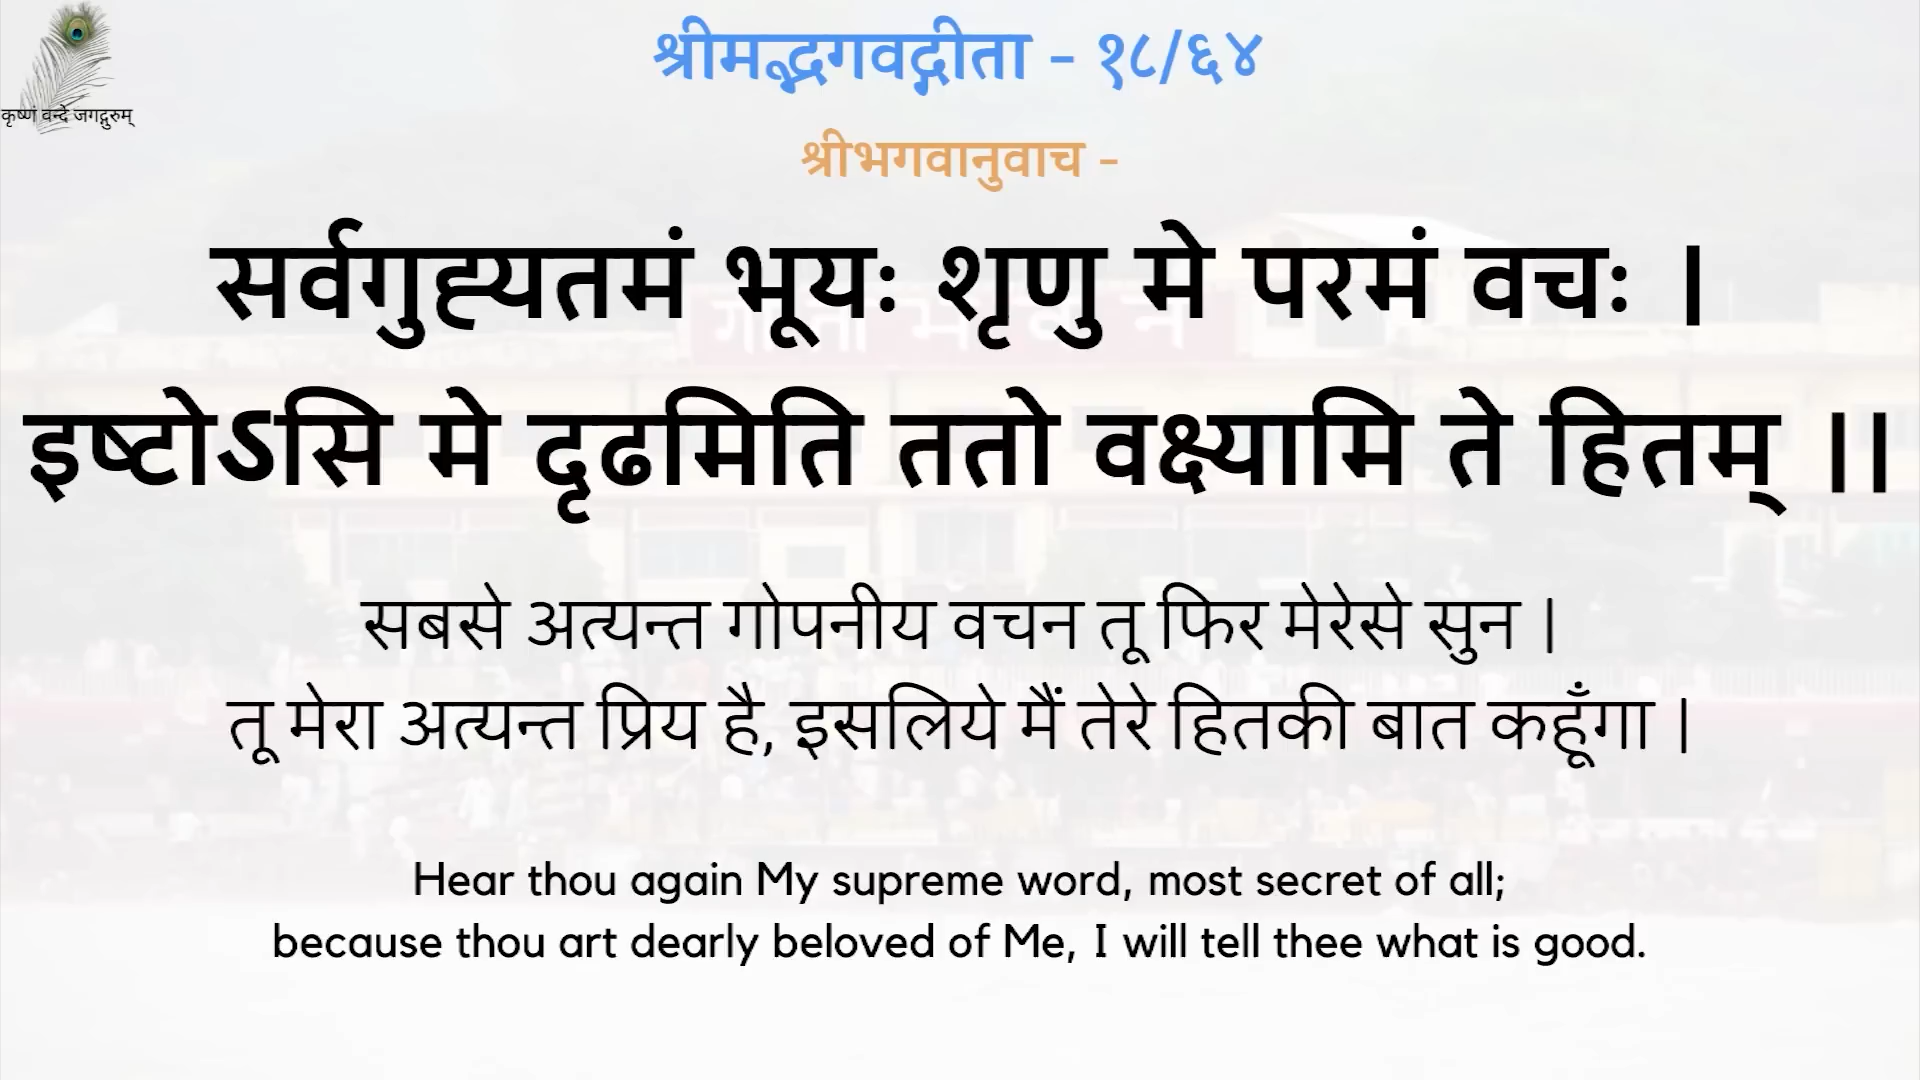 श्रीमद्भगवद्गीता - १८/६४
कृष्णं वन्दे जगद्गुरुम्
श्रीभगवानुवाच -
सर्वगुह्यतमं भूयः शृणु मे परमं वचः ।
इष्टोऽसि मे दृढमिति ततो वक्ष्यामि ते हितम् ।।
सबसे अत्यन्त गोपनीय वचन तू फिर मेरेसे सुन |
तू मेरा अत्यन्त प्रिय है, इसलिये मैं तेरे हितकी बात कहूँगा |
Hear thou again My supreme word, most secret of all;
because thou art dearly beloved of Me, I will tell thee what is good.